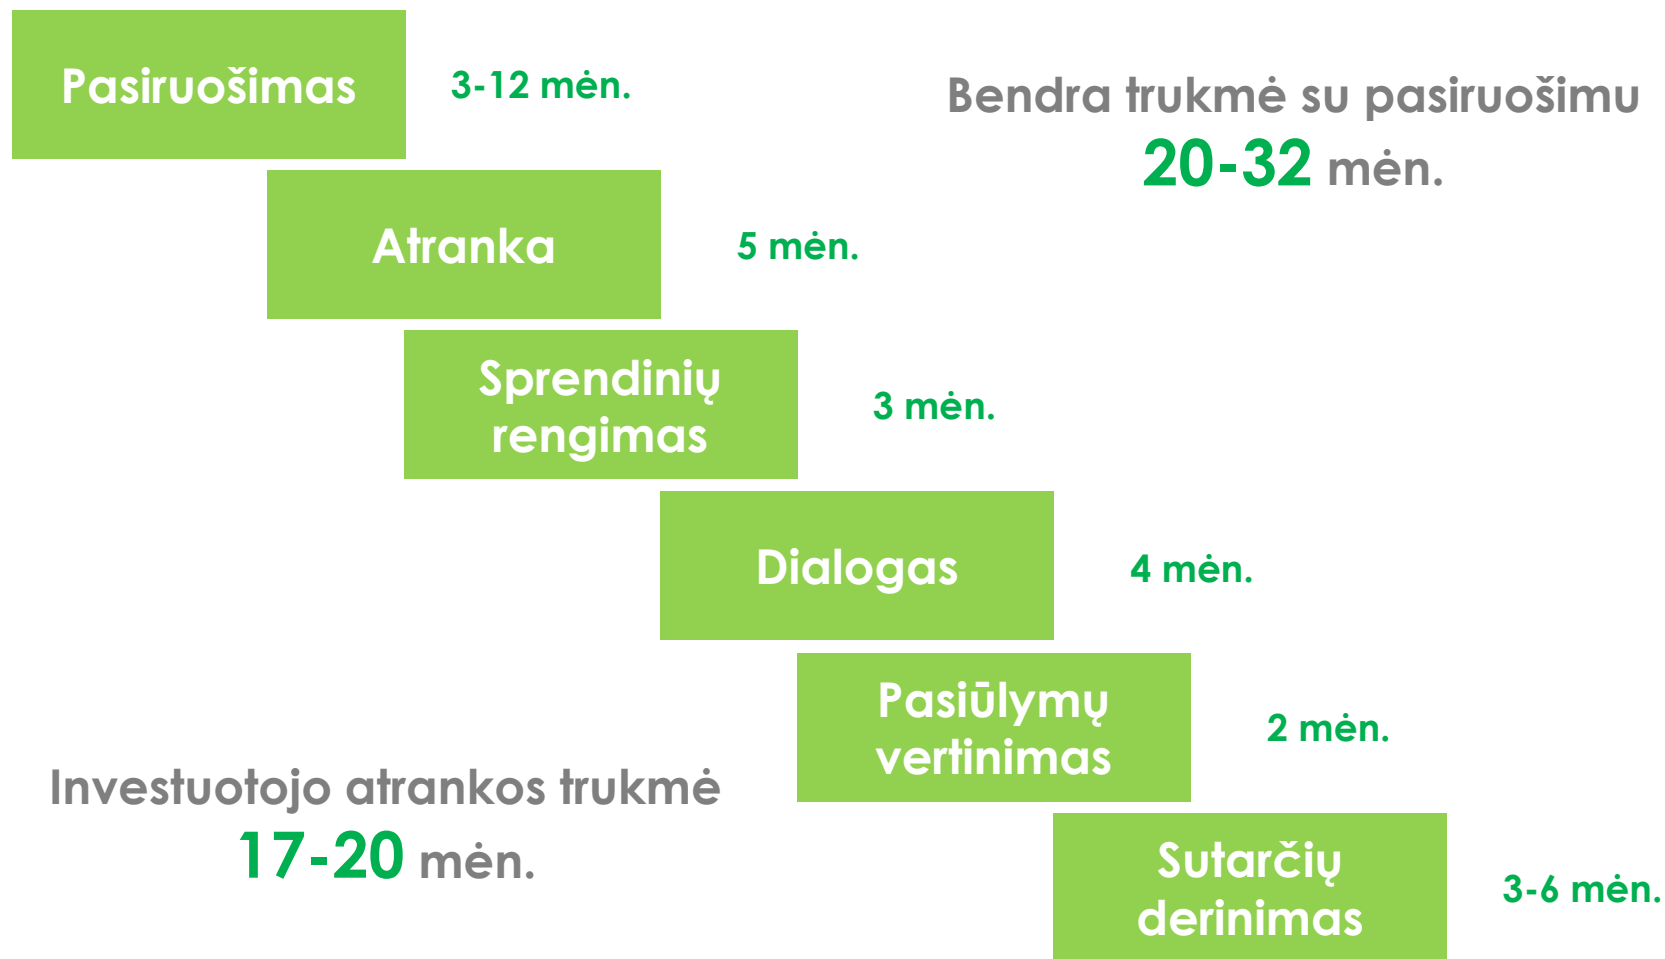 Pasiruošimas
3-12 mėn.
Bendra trukmė su pasiruošimu
20-32 mėn.
Atranka
5 mėn.
Sprendinių
rengimas
3 mėn.
Dialogas
4 mėn.
Pasiūlymų
vertinimas
2 mėn.
Investuotojo atrankos trukmė
17-20 mėn.
Sutarčių
derinimas
3-6 mėn.